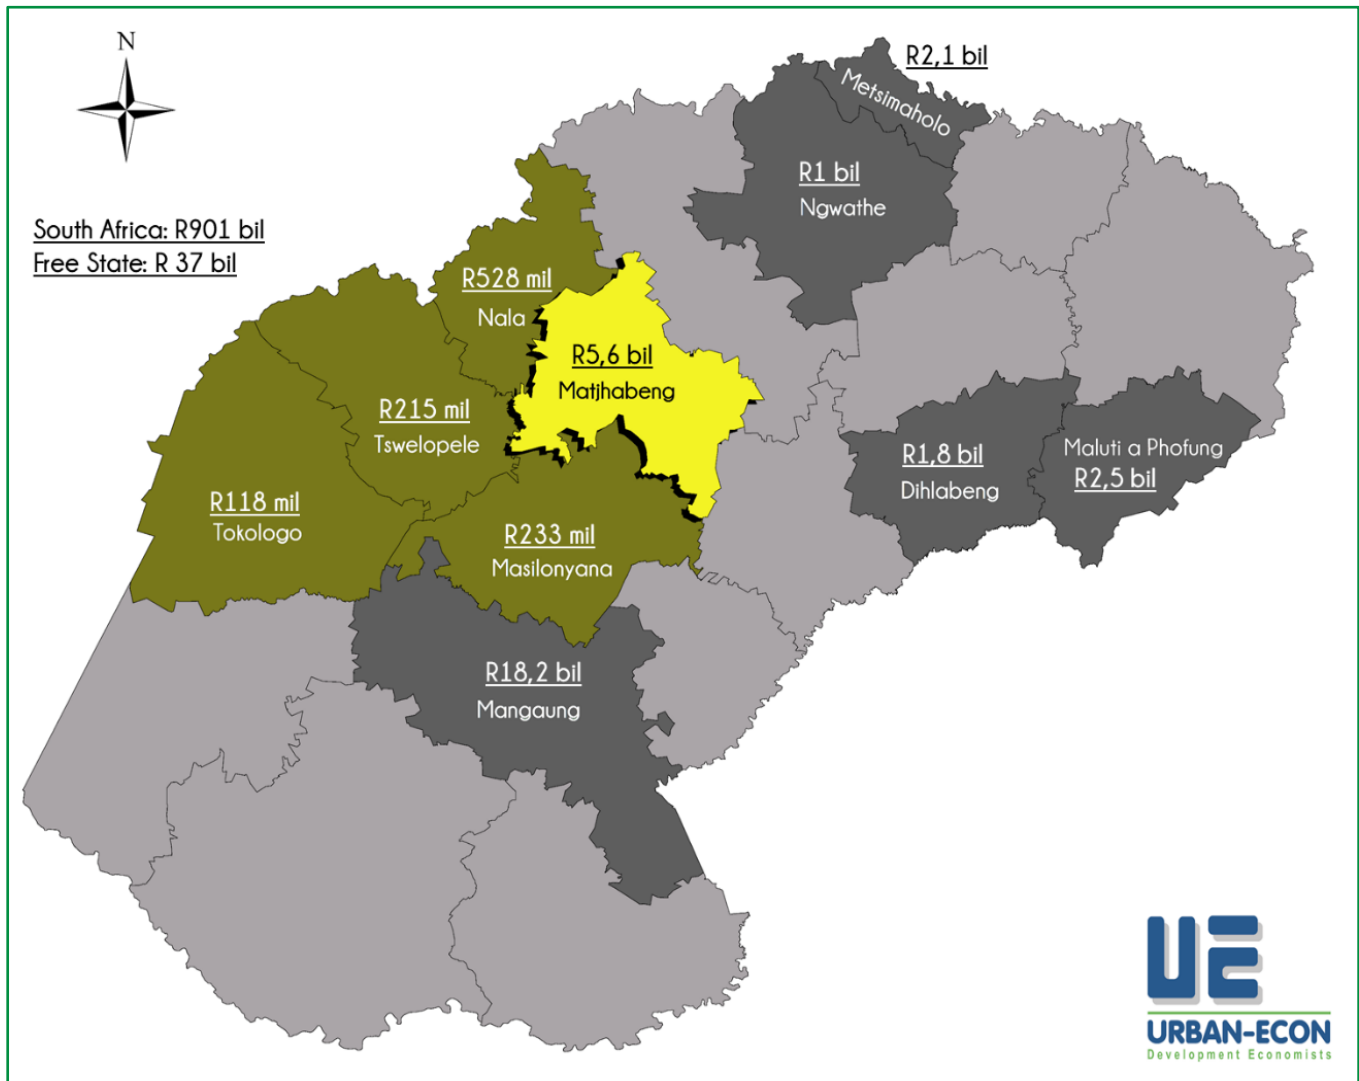 N
R2,1 bil
Metsimaholo
R1 bil
Ngwathe
South Africa: R901 bil
Free State: R 37 bil
R528 mil
Nala
R5,6 bil
Matjhabeng
R215 mil
Tswelopele
R1,8 bil
Dihlabeng
Maluti a Phofung
R2,5 bil
R118 mil
Tokologo
R233 mil
Masilonyana
R18,2 bil
Mangaung
UE
URBAN-ECON
Development Economists